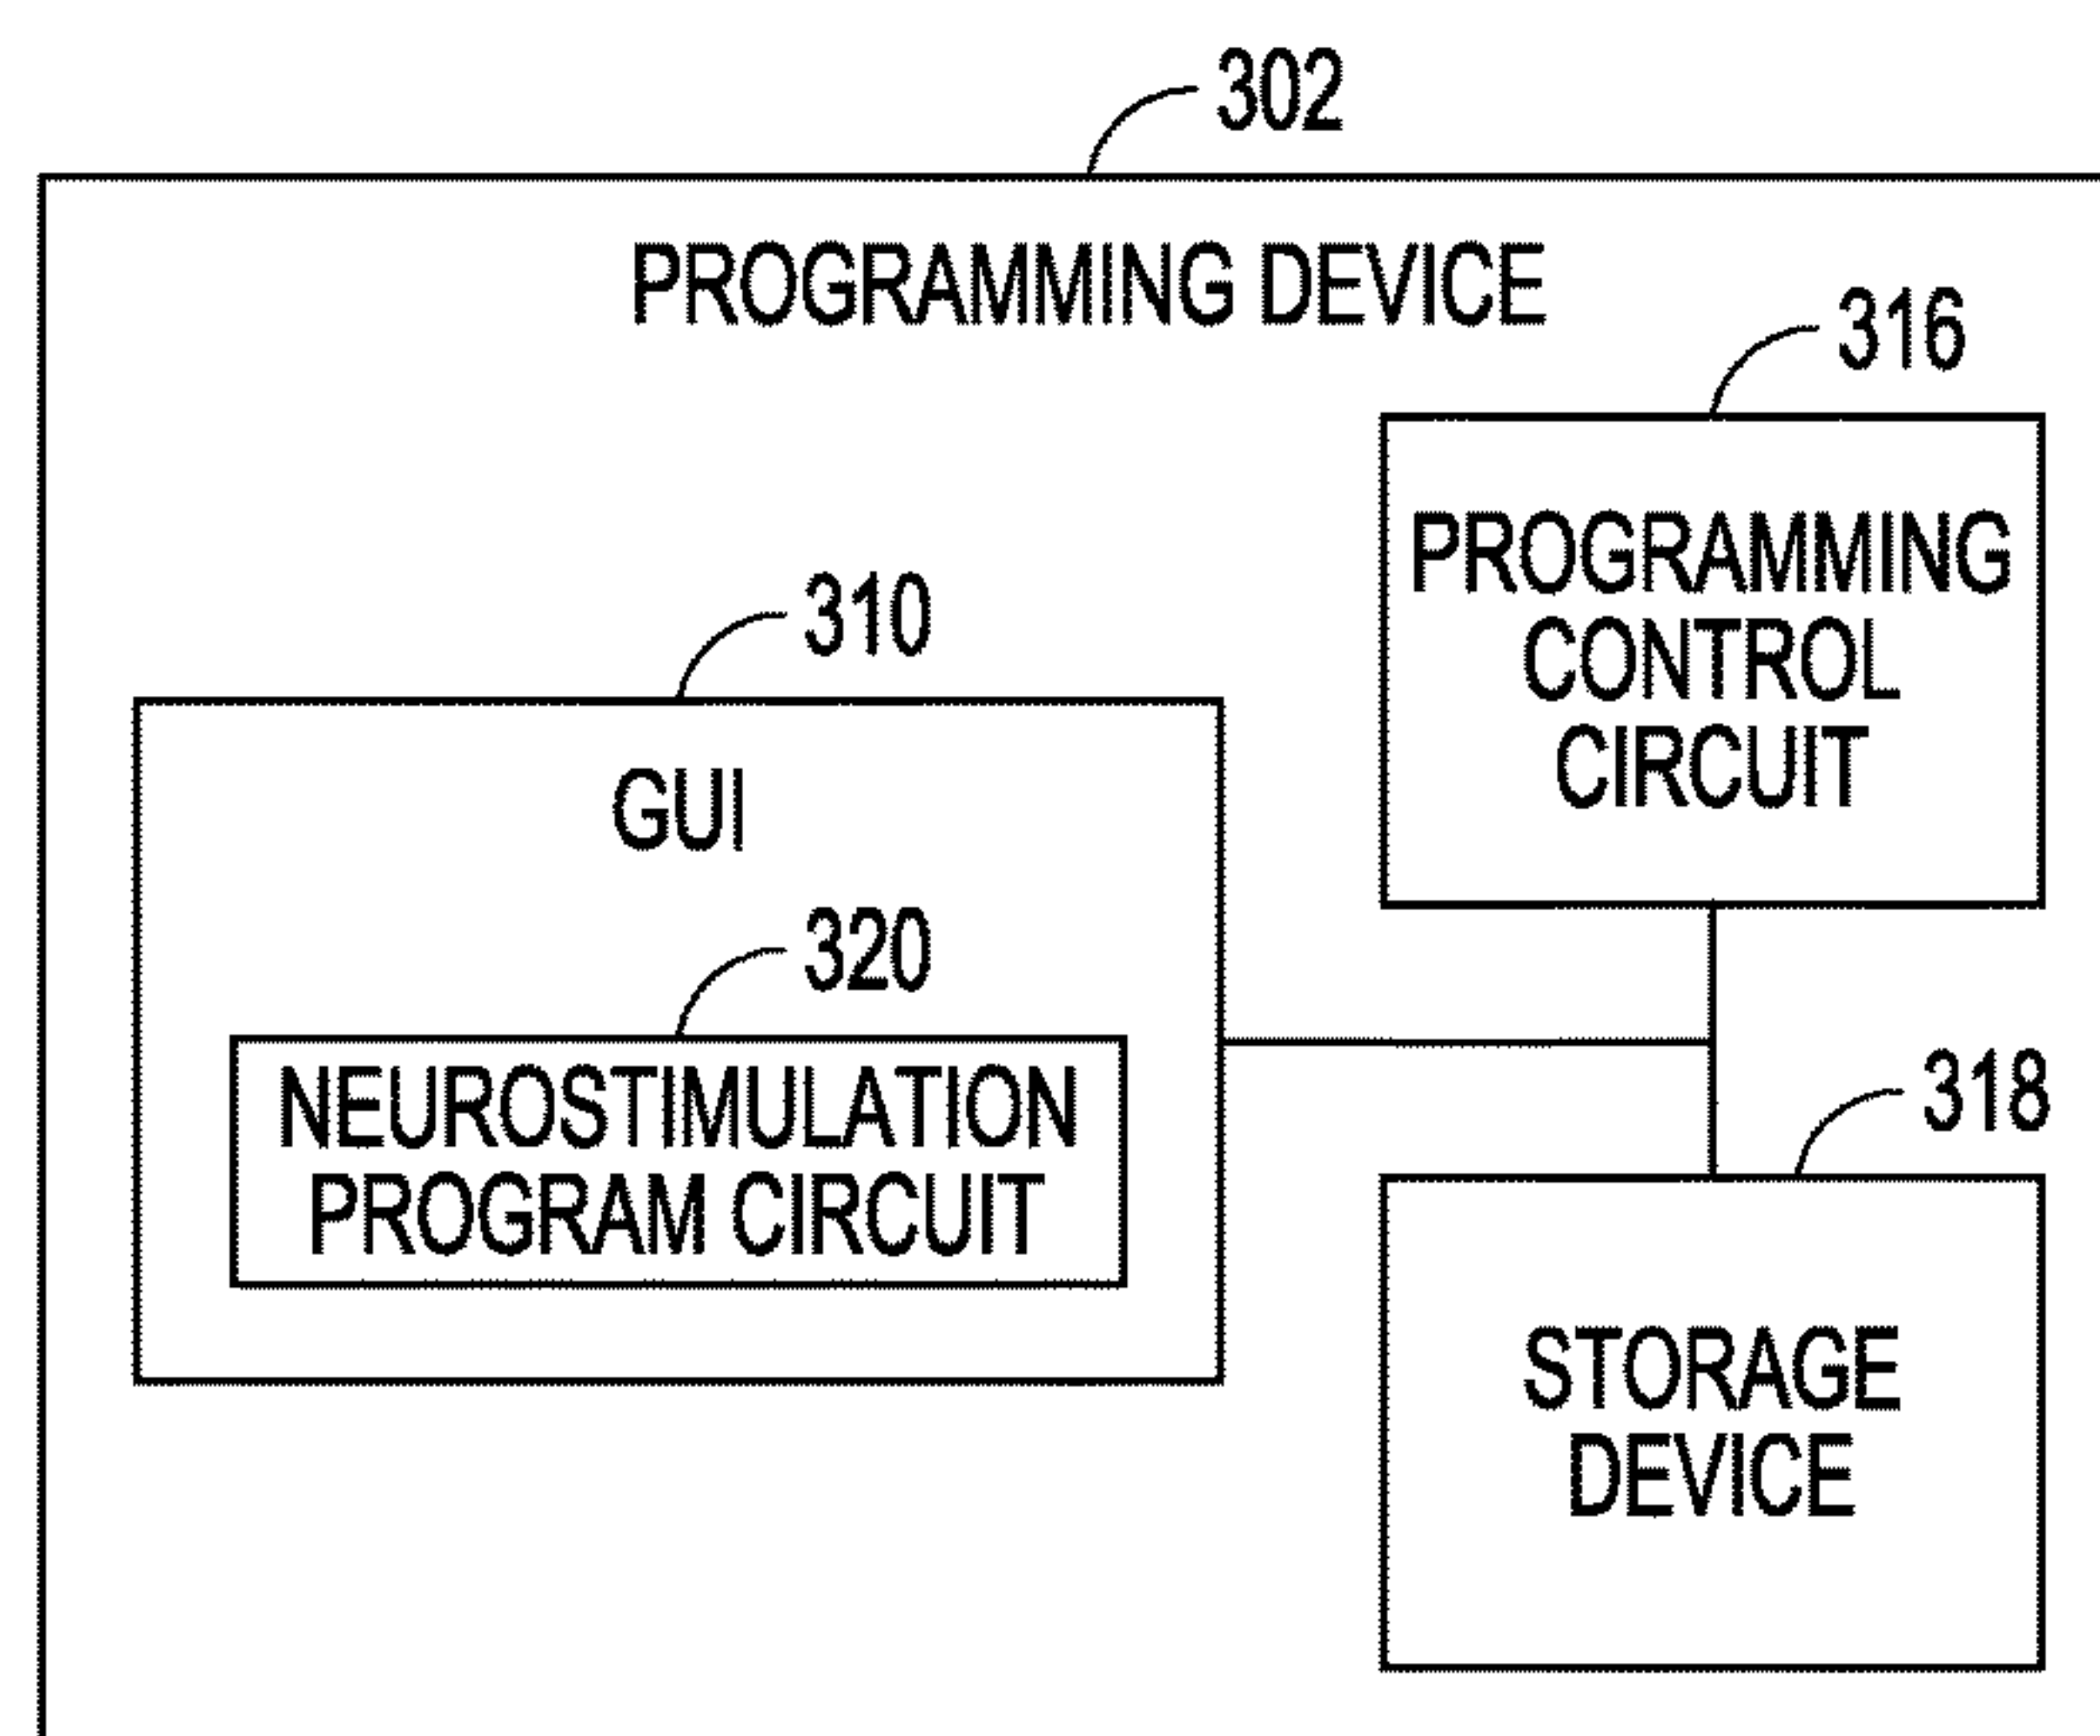 302
PROGRAMMING DEVICE
316
PROGRAMMING
CONTROL
CIRCUIT
310
GUI
320
NEUROSTIMULATION
PROGRAM CIRCUIT
318
STORAGE
DEVICE